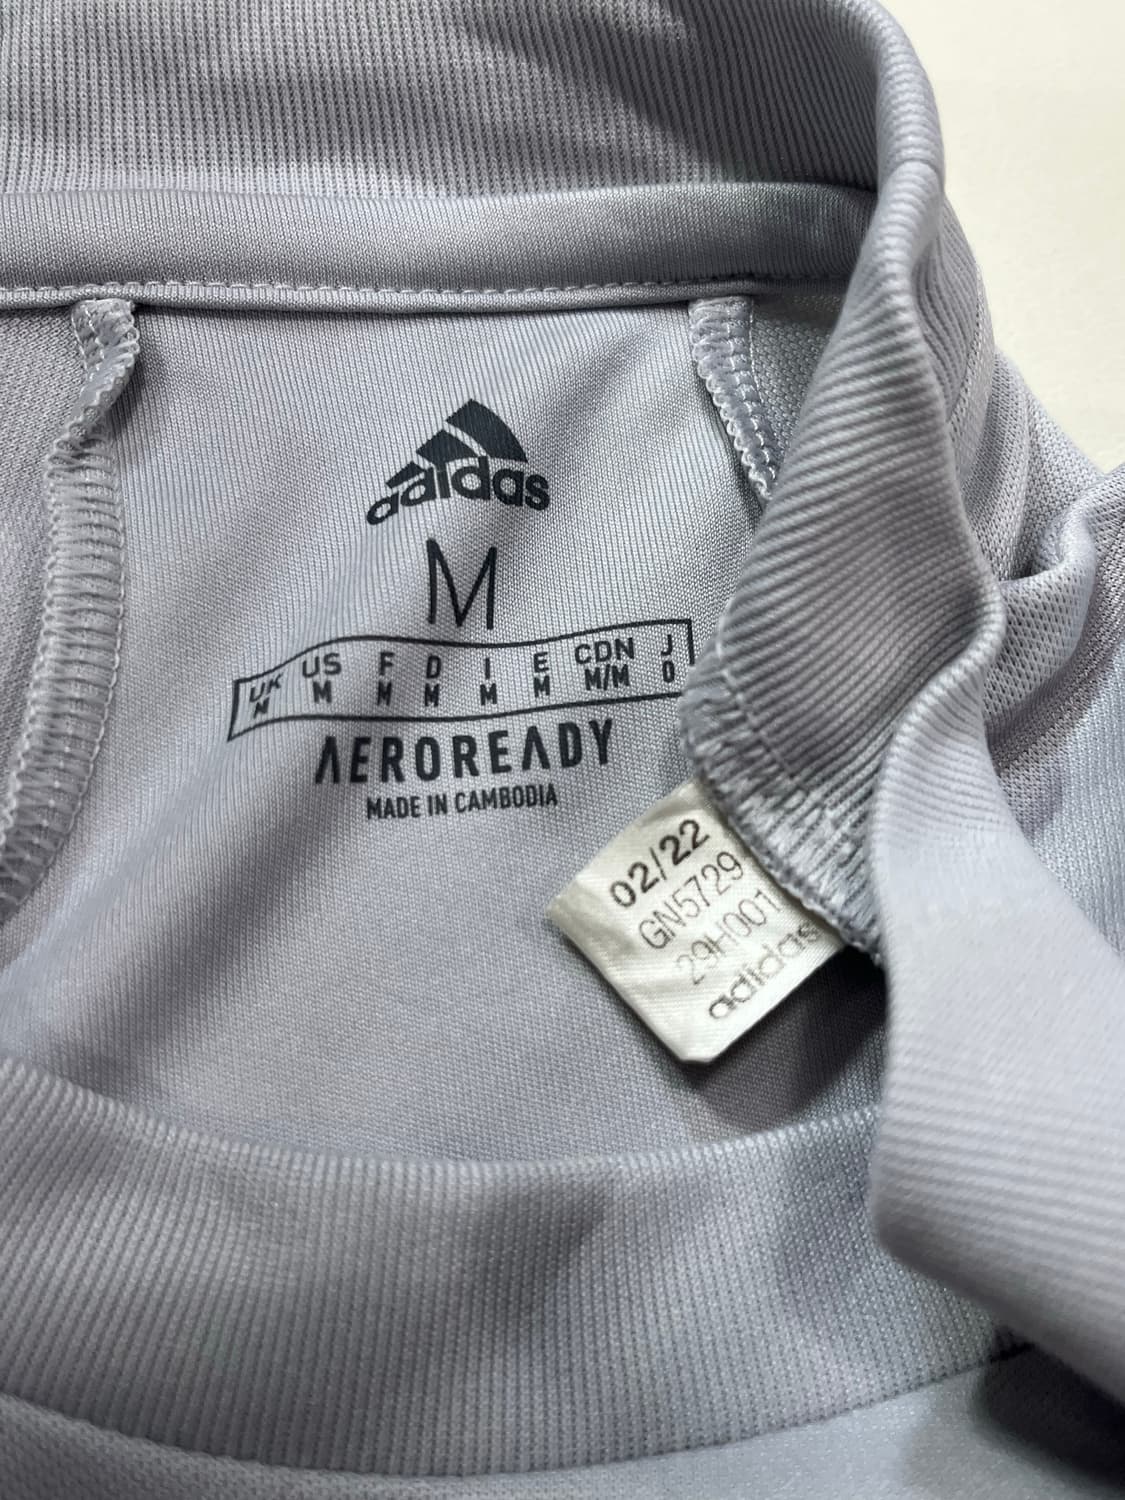 adidas
M
UK US F D I E CDN J
M M M M M M M/M O
AEROREADY
MADE IN CAMBODIA
02/22
GN5729
29H001
adidas